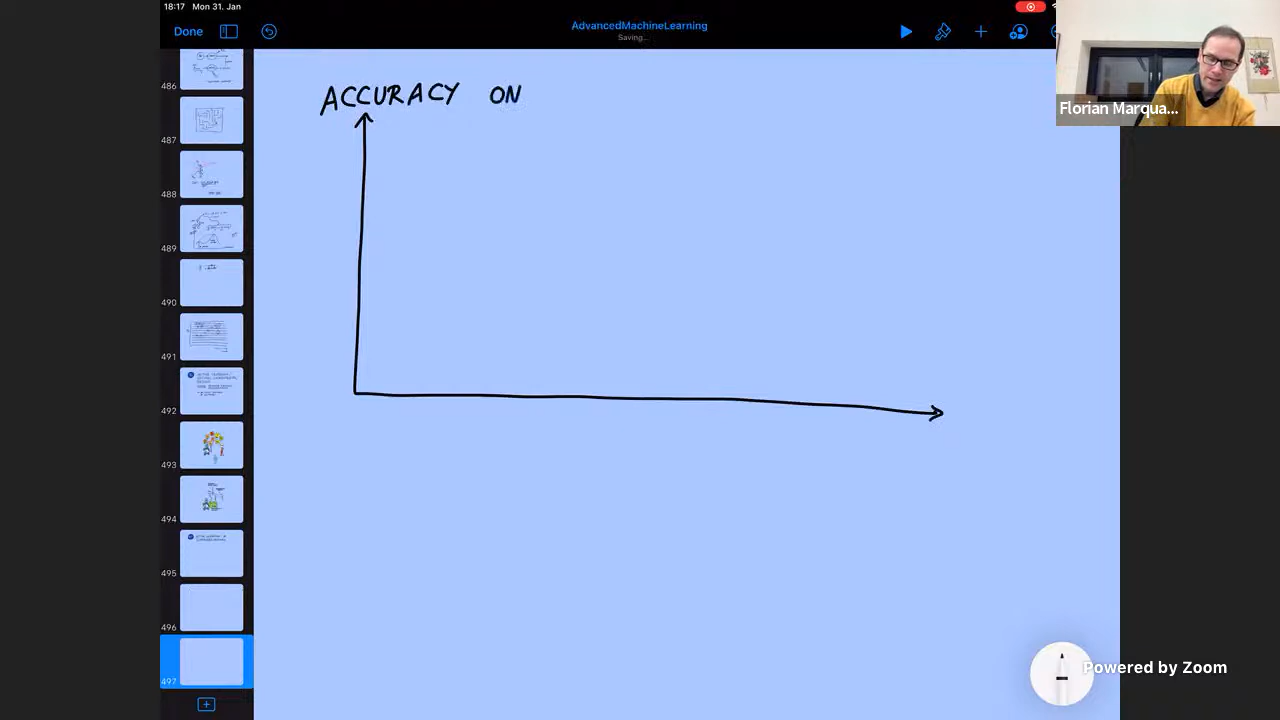 18:17 Mon 31. Jan
Done
AdvancedMachineLearning
Saving...
Florian Marqua...
ACCURACY ON
486
487
488
489
490
491
492
493
494
495
496
497
Powered by Zoom